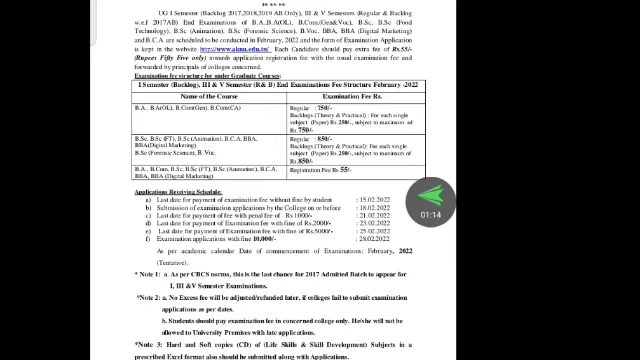 ** ** **
UG I Semester (Backlog 2017,2018,2019 AB Only), III & V Semesters (Regular & Backlog
w.e.f 2017AB) End Examinations of B.A.,B.A(OL), B.Com(Gen&Voc), B.Sc, B.Sc (Food
Technology), B.Sc (Animation), B.Sc (Forensic Science), B.Voc, BBA, BBA (Digital Marketing)
and B.C.A are scheduled to be conducted in February, 2022 and the form of Examination Application
is kept in the website http://www.aknu.edu.in/ Each Candidate should pay extra fee of Rs.55/-
(Rupees Fifty Five only) towards application registration fee with the usual examination fee and
forwarded by principals of colleges concerned.
Examination fee structure for under Graduate Courses:
I Semester (Backlog), III & V Semester (R& B) End Examinations Fee Structure February -2022
Name of the Course Examination Fee Rs.
B.A., B.A(OL), B.Com(Gen), B.Com(CA) Regular : 750/-
Backlogs (Theory & Practical) : For each single
subject (Paper) Rs.250/-, subject to maximum of
Rs.750/-
B.Sc. B.Sc (FT), B.Sc(Animation), B.C.A, BBA, Regular : 850/-
BBA(Digital Marketing) Backlogs (Theory & Practical): For each single
B.Sc (Forensic Science), B.Voc. subject (Paper) Rs.250/-, subject to maximum of
Rs.850/-
B.A., B.Com, B.Sc, B.Sc (FT), B.Sc (Animation), B.C.A, Registration Fee Rs.55/-
BBA, BBA (Digital Marketing)
Applications Receiving Schedule:
a) Last date for payment of examination fee without fine by student : 15.02.2022
b) Submission of examination applications by the College on or before : 18.02.2022
c) Last date for payment of fee with penal fee of Rs 1000/- : 21.02.2022
d) Last date for payment of Examination fee with fine of Rs.2000/- : 23.02.2022
e) Last date for payment of Examination fee with fine of Rs.5000/- : 25.02.2022
f) Examination applications with fine 10,000/- : 28.02.2022
As per academic calendar Date of commencement of Examinations: February, 2022
(Tentative).
* Note 1: a. As per CBCS norms, this is the last chance for 2017 Admitted Batch to appear for
I, III &V Semester Examinations.
*Note 2: a. No Excess fee will be adjusted/refunded later, if colleges fail to submit examination
applications as per dates.
b. Students should pay examination fee in concerned college only. He/she will not be
allowed to University Premises with late applications.
*Note 3: Hard and Soft copies (CD) of (Life Skills & Skill Development) Subjects in a
prescribed Excel format also should be submitted along with Applications.
01:14